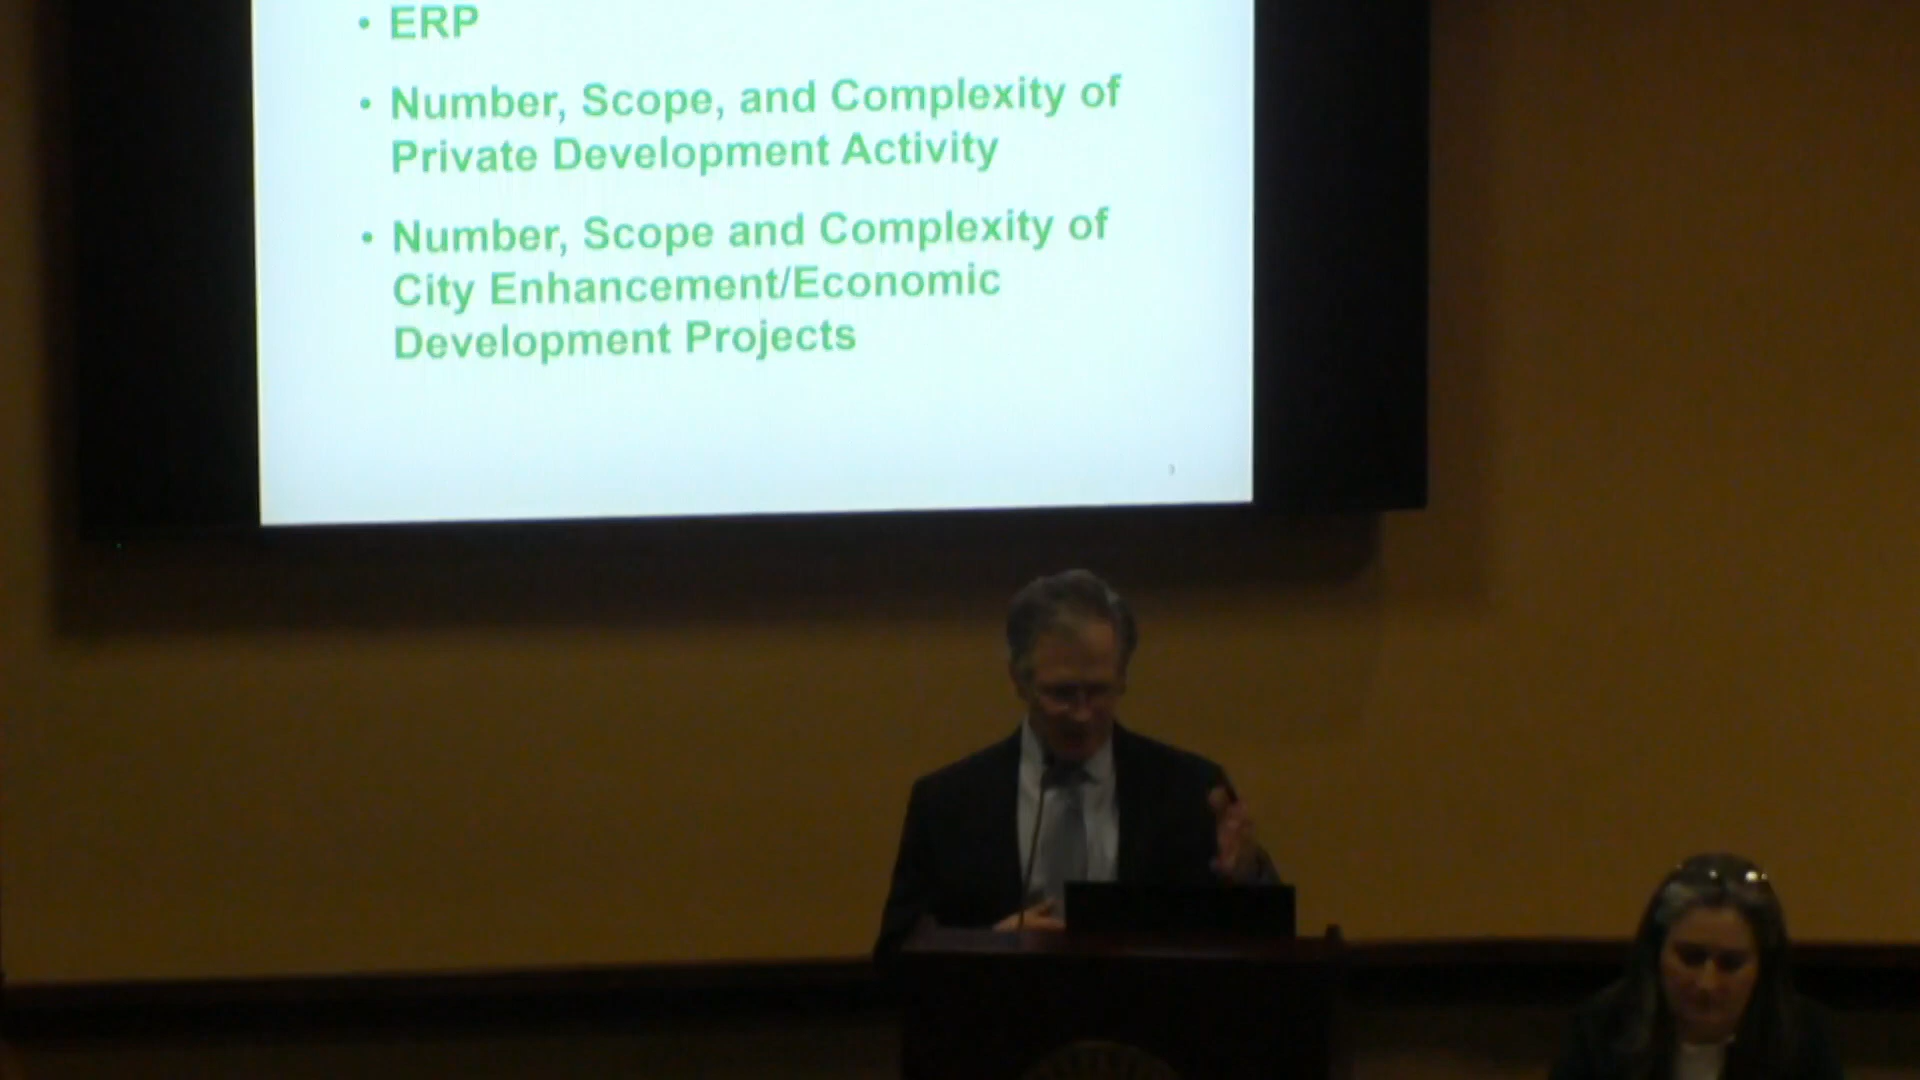 • ERP
• Number, Scope, and Complexity of
Private Development Activity
• Number, Scope and Complexity of
City Enhancement/Economic
Development Projects
3